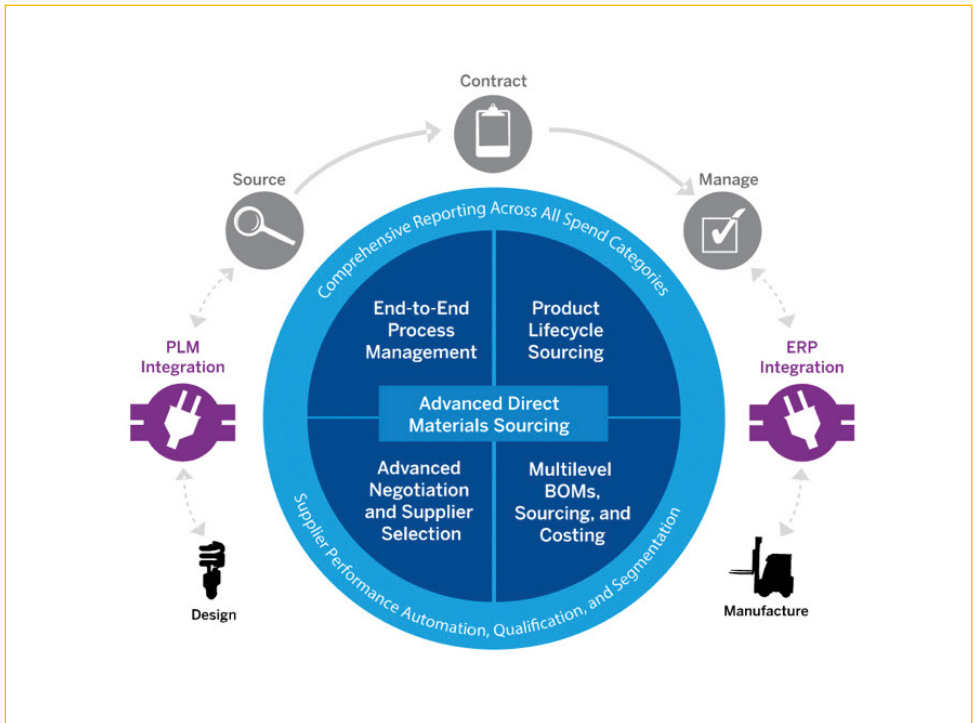 Contract
Source
Manage
Comprehensive Reporting Across All Spend Categories
End-to-End
Process
Management
Product
Lifecycle
Sourcing
PLM
Integration
ERP
Integration
Advanced Direct
Materials Sourcing
Advanced
Negotiation
and Supplier
Selection
Multilevel
BOMs,
Sourcing, and
Costing
Supplier Performance Automation, Qualification, and Segmentation
Design
Manufacture